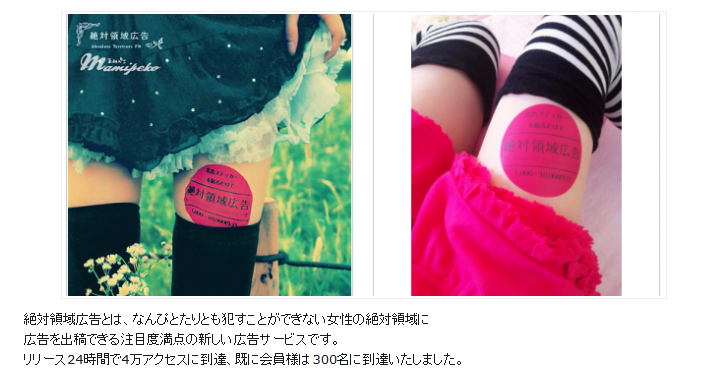 絶対領域広告
Absolute Territory PR
まみぺこ
mamipeko
絶対領域広告
絶対領域広告
絶対領域広告とは、なんぴとたりとも犯すことができない女性の絶対領域に
広告を出稿できる注目度満点の新しい広告サービスです。
リリース24時間で4万アクセスに到達、既に会員様は300名に到達いたしました。